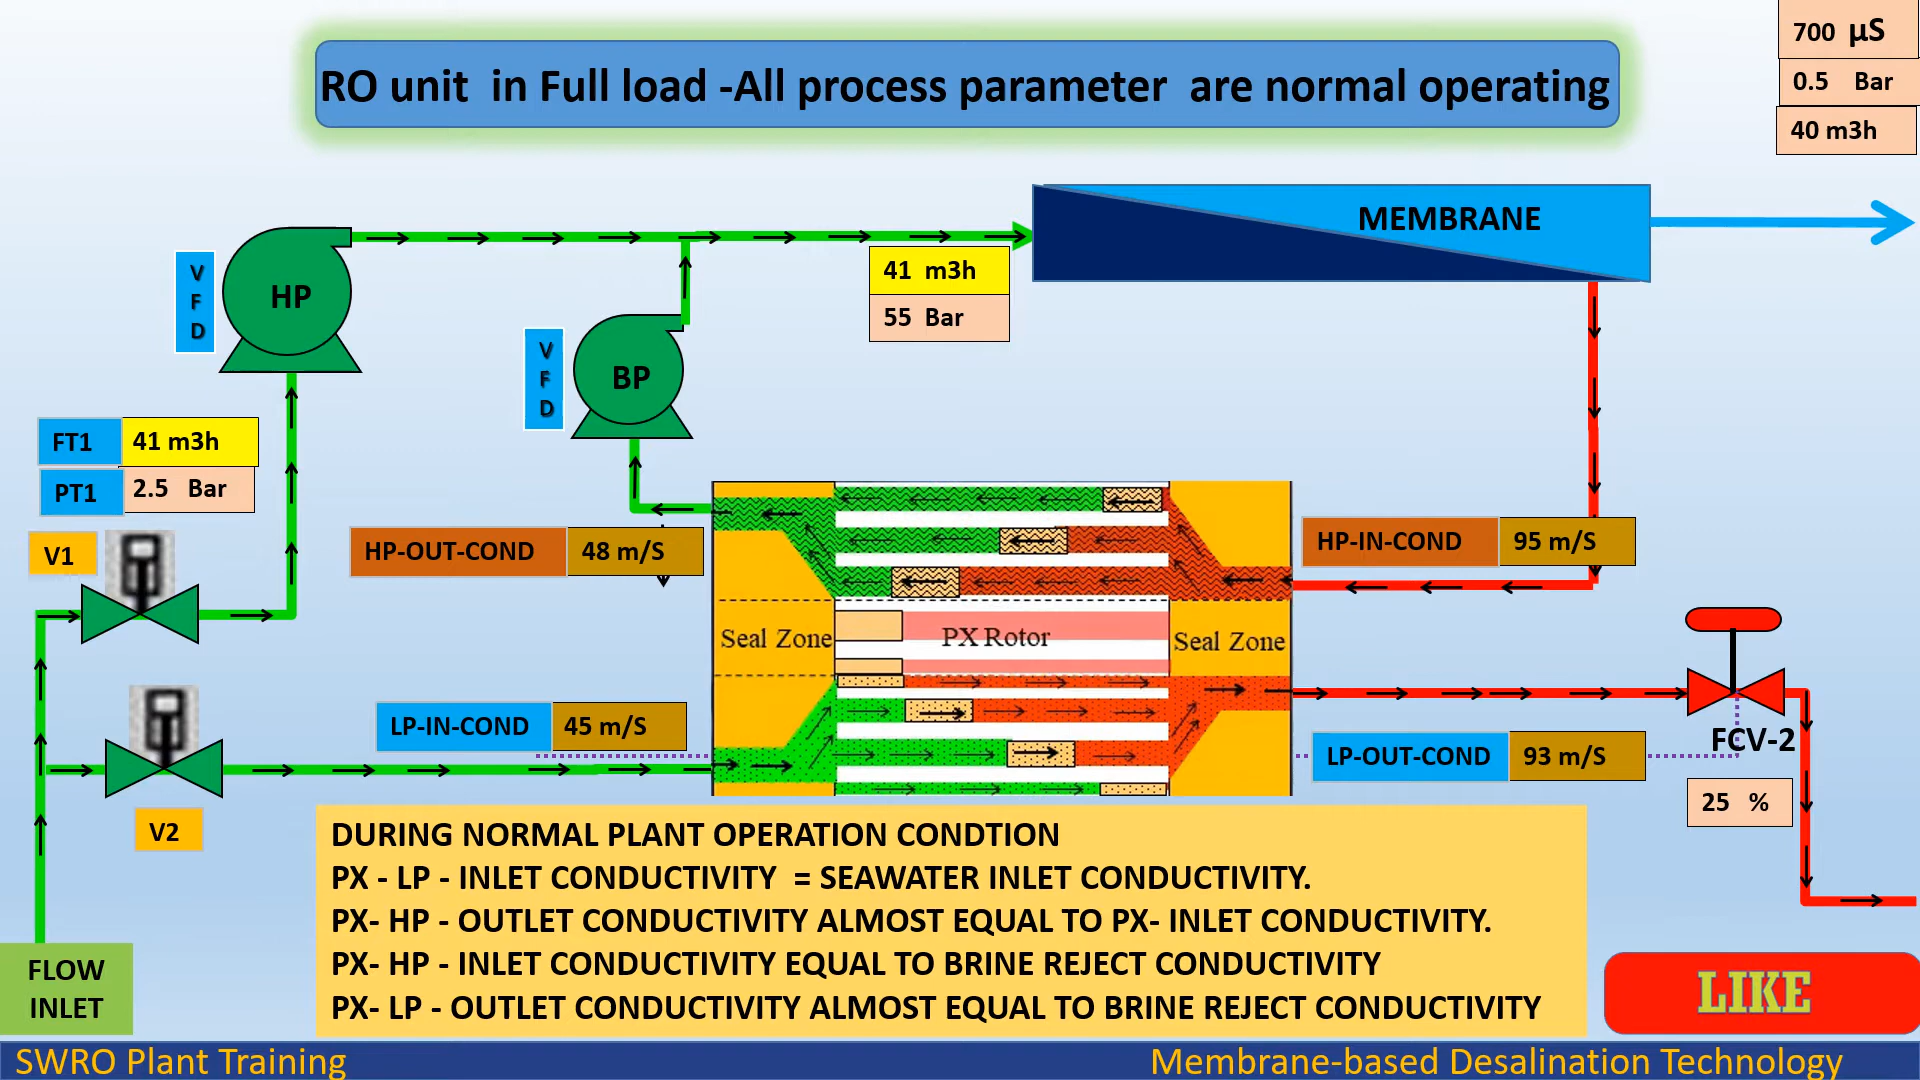 RO unit in Full load -All process parameter are normal operating
700 µS
0.5 Bar
40 m3h
MEMBRANE
V
F
D
HP
41 m3h
55 Bar
V
F
D
BP
FT1 41 m3h
PT1 2.5 Bar
V1
HP-OUT-COND 48 m/S
HP-IN-COND 95 m/S
Seal Zone PX Rotor Seal Zone
LP-IN-COND 45 m/S
FCV-2
LP-OUT-COND 93 m/S
25 %
V2
DURING NORMAL PLANT OPERATION CONDTION
PX - LP - INLET CONDUCTIVITY = SEAWATER INLET CONDUCTIVITY.
PX- HP - OUTLET CONDUCTIVITY ALMOST EQUAL TO PX- INLET CONDUCTIVITY.
PX- HP - INLET CONDUCTIVITY EQUAL TO BRINE REJECT CONDUCTIVITY
PX- LP - OUTLET CONDUCTIVITY ALMOST EQUAL TO BRINE REJECT CONDUCTIVITY
FLOW
INLET
LIKE
SWRO Plant Training
Membrane-based Desalination Technology